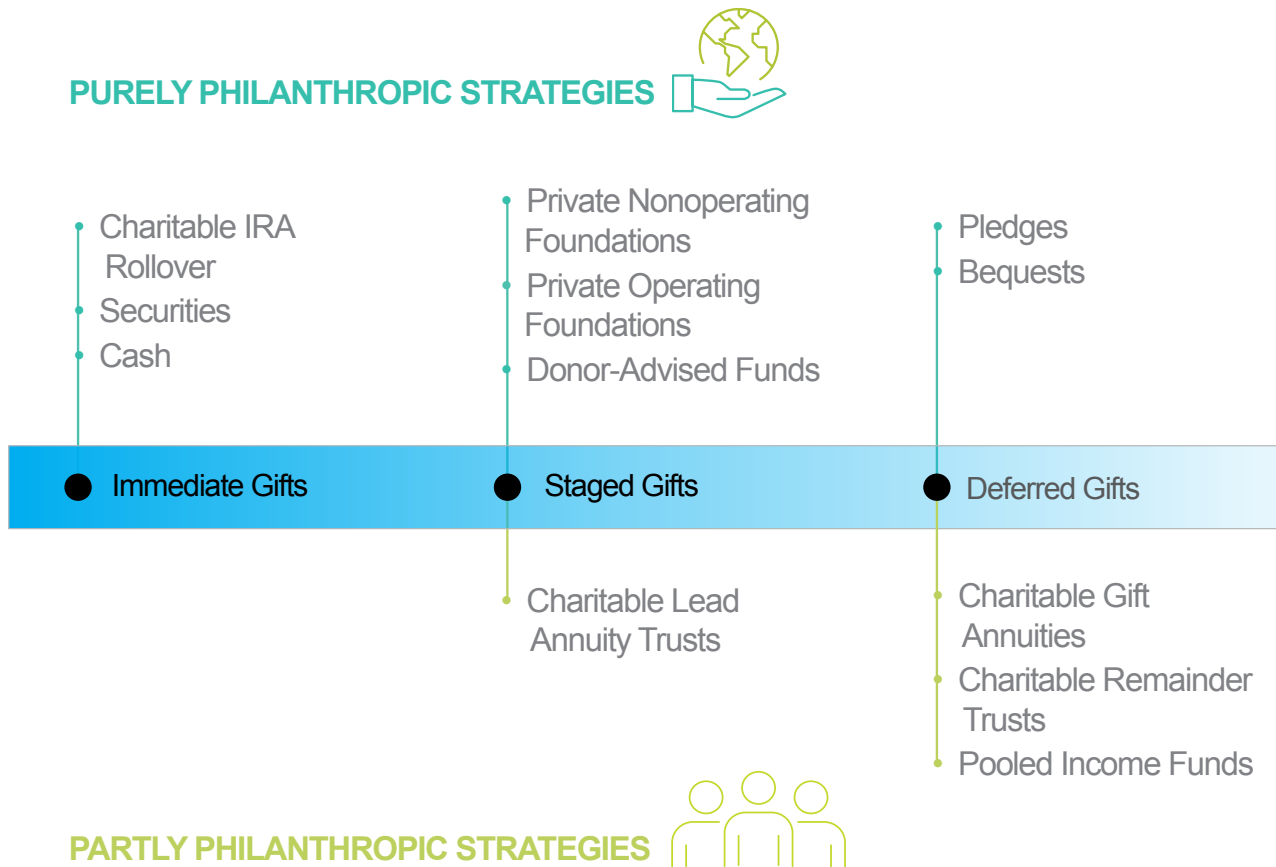 PURELY PHILANTHROPIC STRATEGIES
Charitable IRA
Rollover
Securities
Cash
Private Nonoperating
Foundations
Private Operating
Foundations
Donor-Advised Funds
Pledges
Bequests
Immediate Gifts
Staged Gifts
Deferred Gifts
Charitable Lead
Annuity Trusts
Charitable Gift
Annuities
Charitable Remainder
Trusts
Pooled Income Funds
PARTLY PHILANTHROPIC STRATEGIES